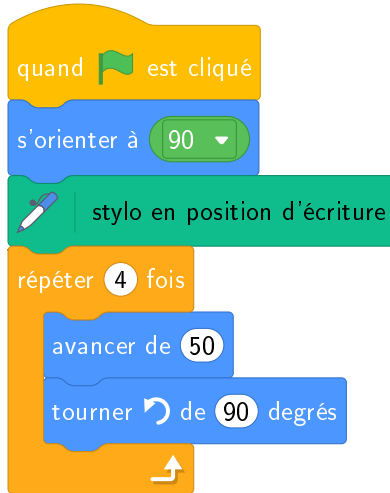 quand est cliqué
s'orienter à 90
stylo en position d'écriture
répéter 4 fois
avancer de 50
tourner de 90 degrés